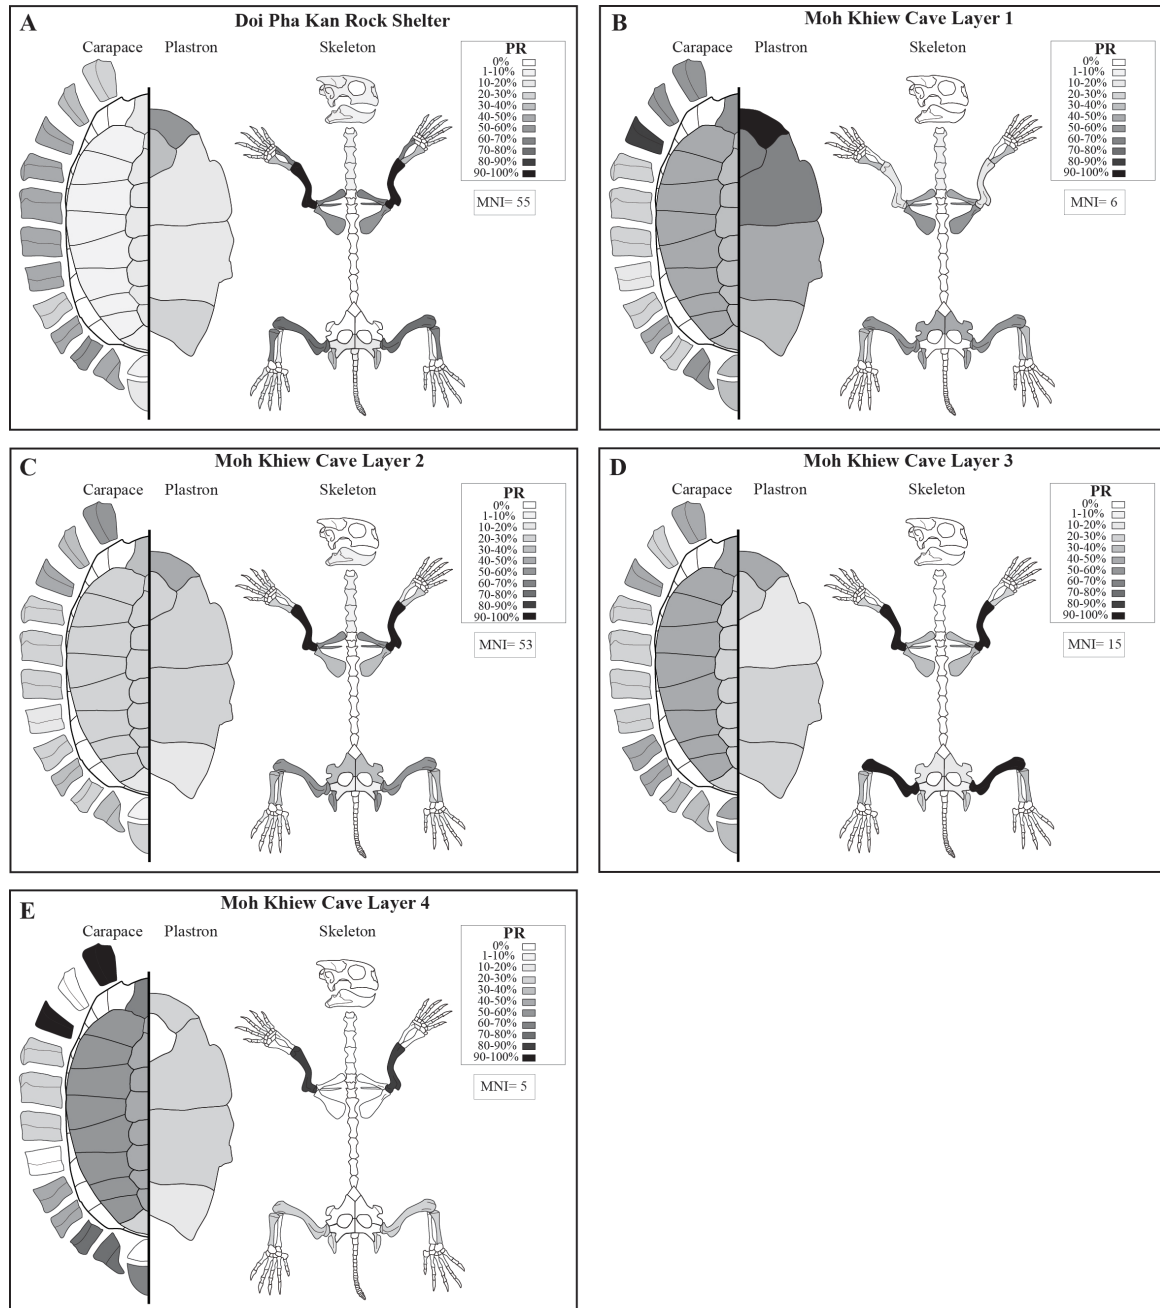 A
Doi Pha Kan Rock Shelter
Carapace Plastron Skeleton
PR
0%
1-10%
10-20%
20-30%
30-40%
40-50%
50-60%
60-70%
70-80%
80-90%
90-100%
MNI= 55
B
Moh Khiew Cave Layer 1
Carapace Plastron Skeleton
PR
0%
1-10%
10-20%
20-30%
30-40%
40-50%
50-60%
60-70%
70-80%
80-90%
90-100%
MNI= 6
C
Moh Khiew Cave Layer 2
Carapace Plastron Skeleton
PR
0%
1-10%
10-20%
20-30%
30-40%
40-50%
50-60%
60-70%
70-80%
80-90%
90-100%
MNI= 53
D
Moh Khiew Cave Layer 3
Carapace Plastron Skeleton
PR
0%
1-10%
10-20%
20-30%
30-40%
40-50%
50-60%
60-70%
70-80%
80-90%
90-100%
MNI= 15
E
Moh Khiew Cave Layer 4
Carapace Plastron Skeleton
PR
0%
1-10%
10-20%
20-30%
30-40%
40-50%
50-60%
60-70%
70-80%
80-90%
90-100%
MNI= 5